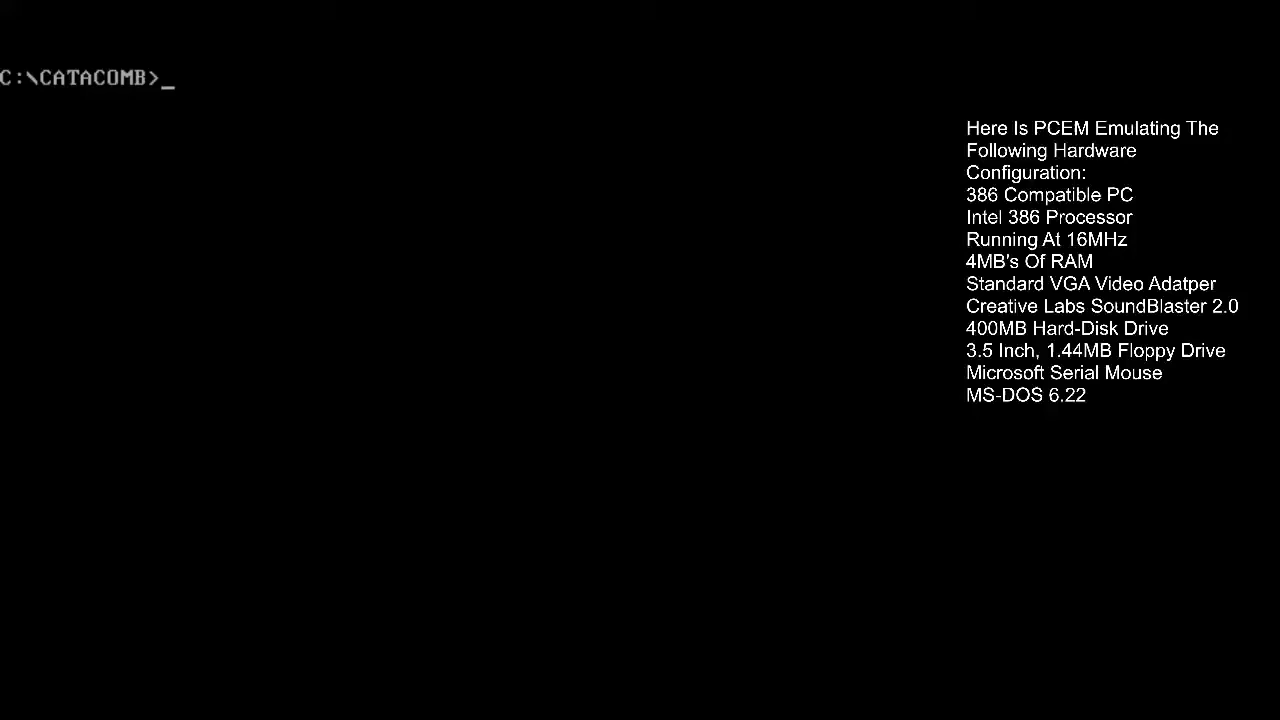 C:\CATACOMB>_
Here Is PCEM Emulating The
Following Hardware
Configuration:
386 Compatible PC
Intel 386 Processor
Running At 16MHz
4MB's Of RAM
Standard VGA Video Adatper
Creative Labs SoundBlaster 2.0
400MB Hard-Disk Drive
3.5 Inch, 1.44MB Floppy Drive
Microsoft Serial Mouse
MS-DOS 6.22